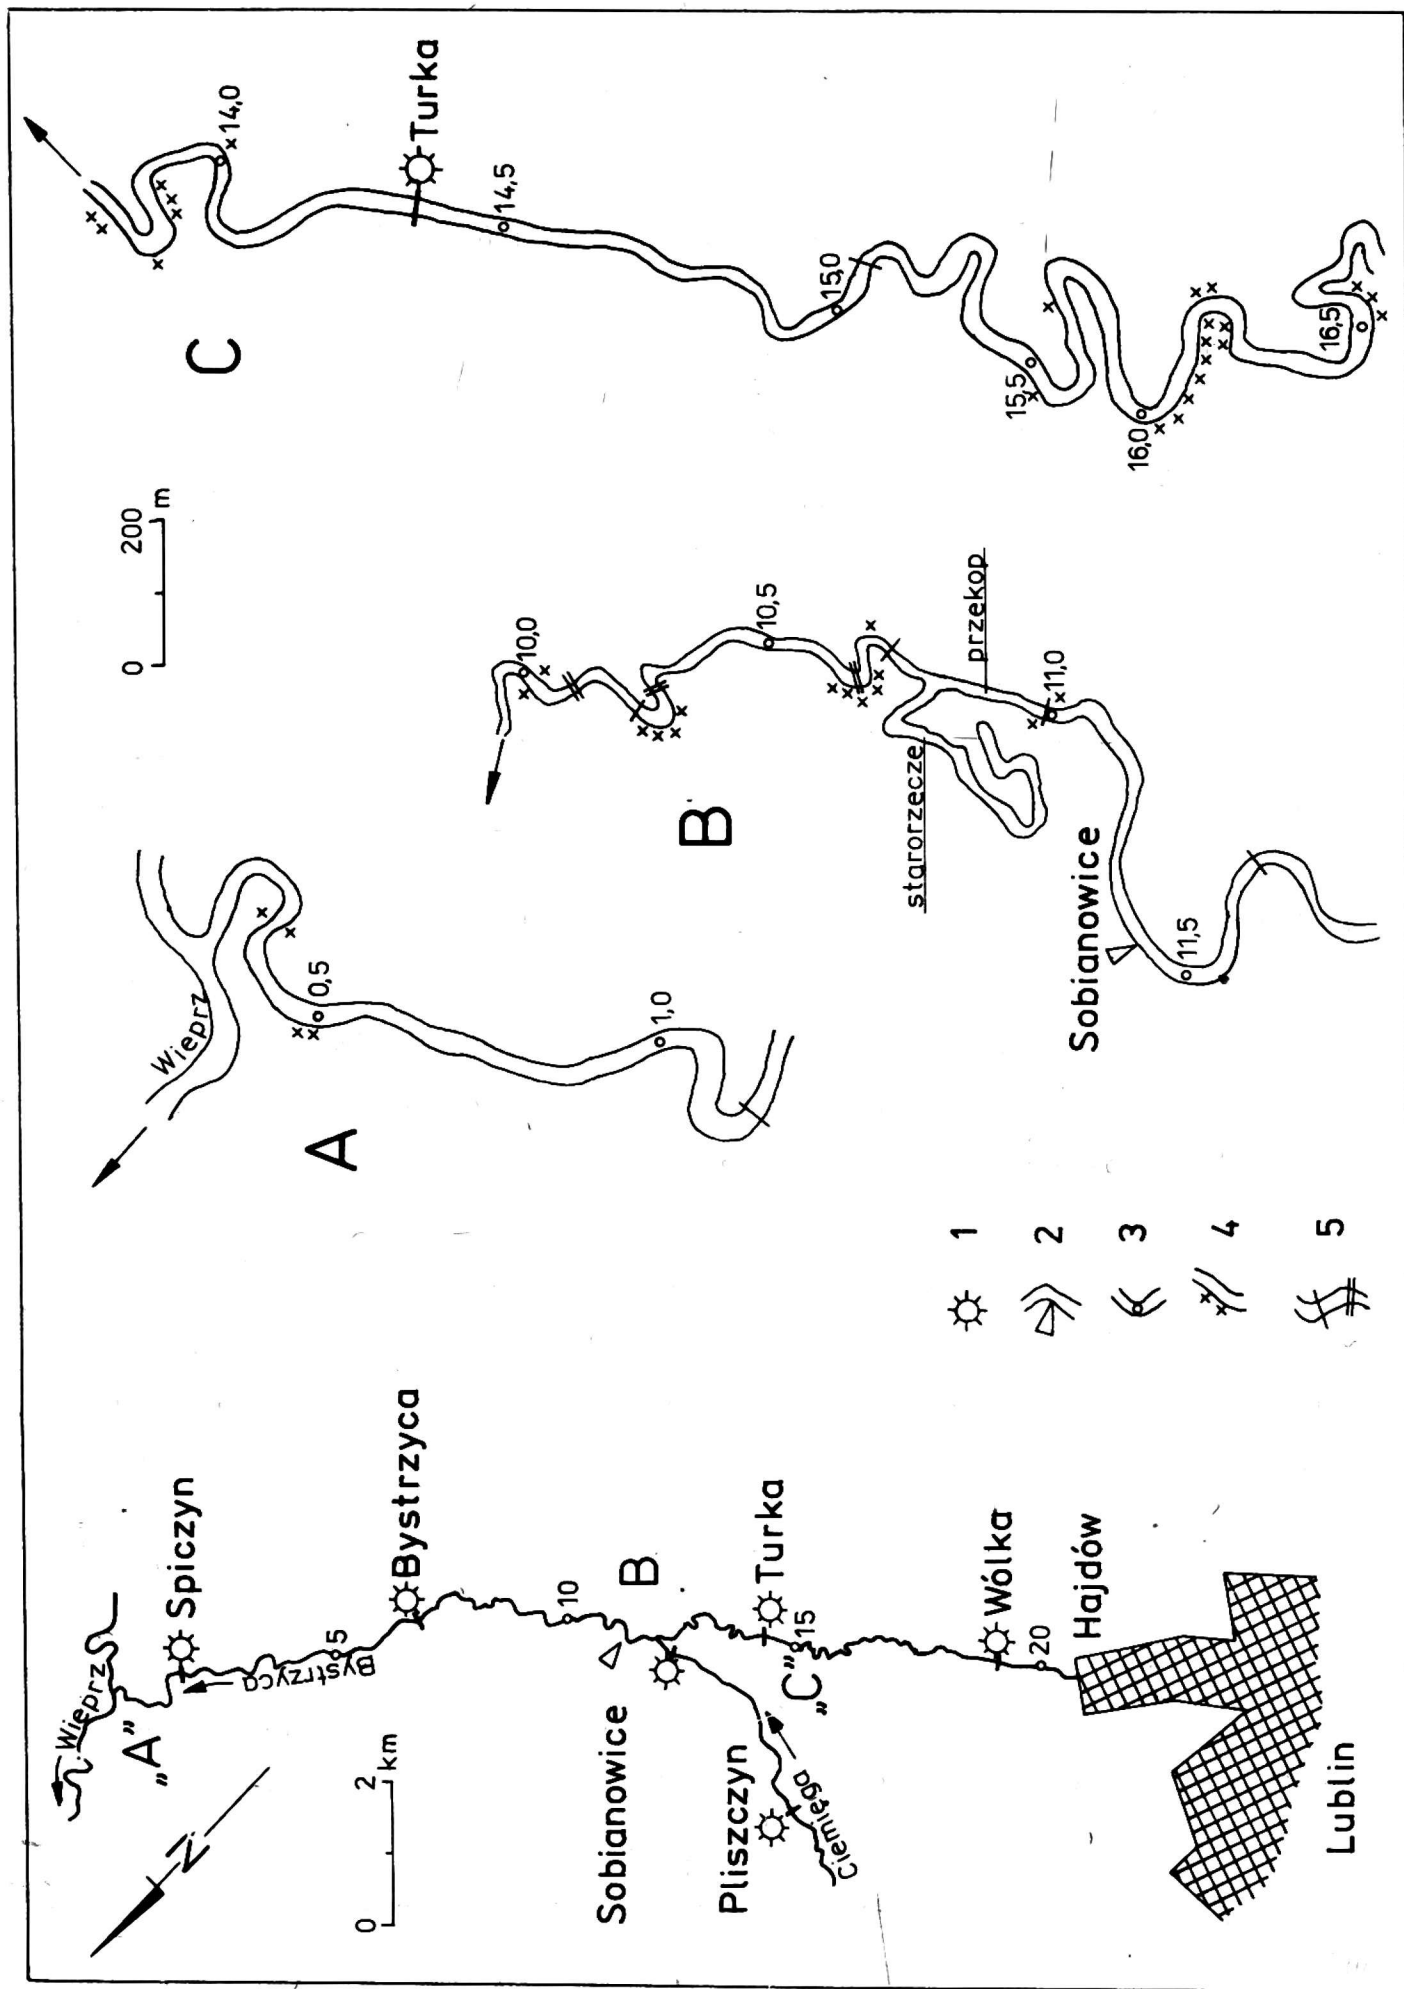 Wieprz
„A”
Spiczyn
Bystrzyca
5
Bystrzyca
N
0 2 km
10
B
Sobianowice
Turka
15
„C”
Pliszczyn
Ciemięga
Wólka
20
Hajdów
Lublin
1
2
3
4
5
A
Wieprz
0,5
1,0
0 200 m
B
10,0
10,5
przekop
starorzecze
11,0
Sobianowice
11,5
C
14,0
Turka
14,5
15,0
15,5
16,0
16,5